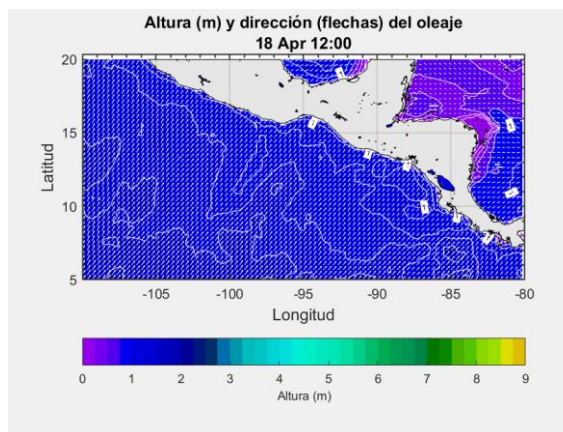 Altura (m) y dirección (flechas) del oleaje
18 Apr 12:00
20
15
10
5
Latitud
-105 -100 -95 -90 -85 -80
Longitud
0 1 2 3 4 5 6 7 8 9
Altura (m)